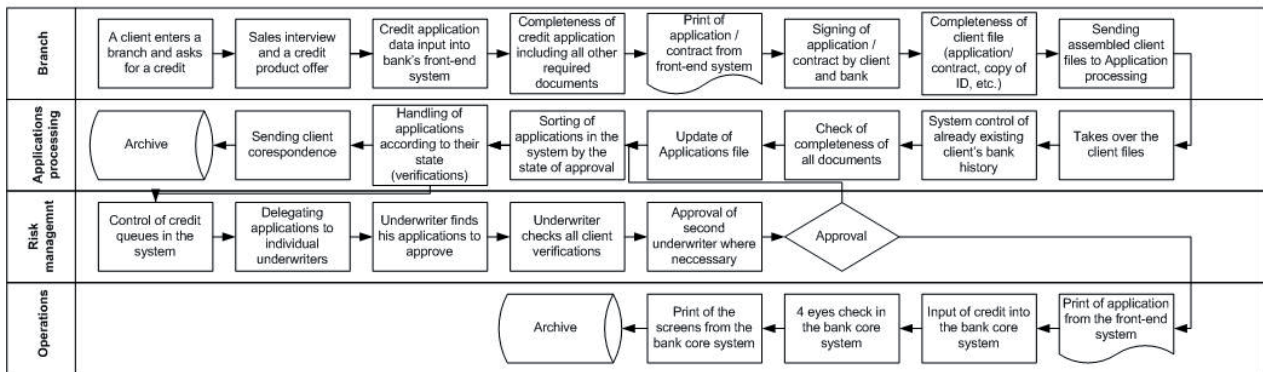 Branch
A client enters a
branch and asks
for a credit
Sales interview
and a credit
product offer
Credit application
data input into
bank's front-end
system
Completeness of
credit application
including all other
required
documents
Print of
application /
contract from
front-end system
Signing of
application /
contract by client
and bank
Completeness of
client file
(application/
contract, copy of
ID, etc.)
Sending
assembled client
files to Application
processing
Applications
processing
Archive
Sending client
corespondence
Handling of
applications
according to their
state
(verifications)
Sorting of
applications in the
system by the
state of approval
Update of
Applications file
Check of
completeness of
all documents
System control of
already existing
client's bank
history
Takes over the
client files
Risk
managemnt
Control of credit
queues in the
system
Delegating
applications to
individual
underwriters
Underwriter finds
his applications to
approve
Underwriter
checks all client
verifications
Approval of
second
underwriter where
neccessary
Approval
Operations
Archive
Print of the
screens from the
bank core system
4 eyes check in
the bank core
system
Input of credit into
the bank core
system
Print of application
from the front-end
system